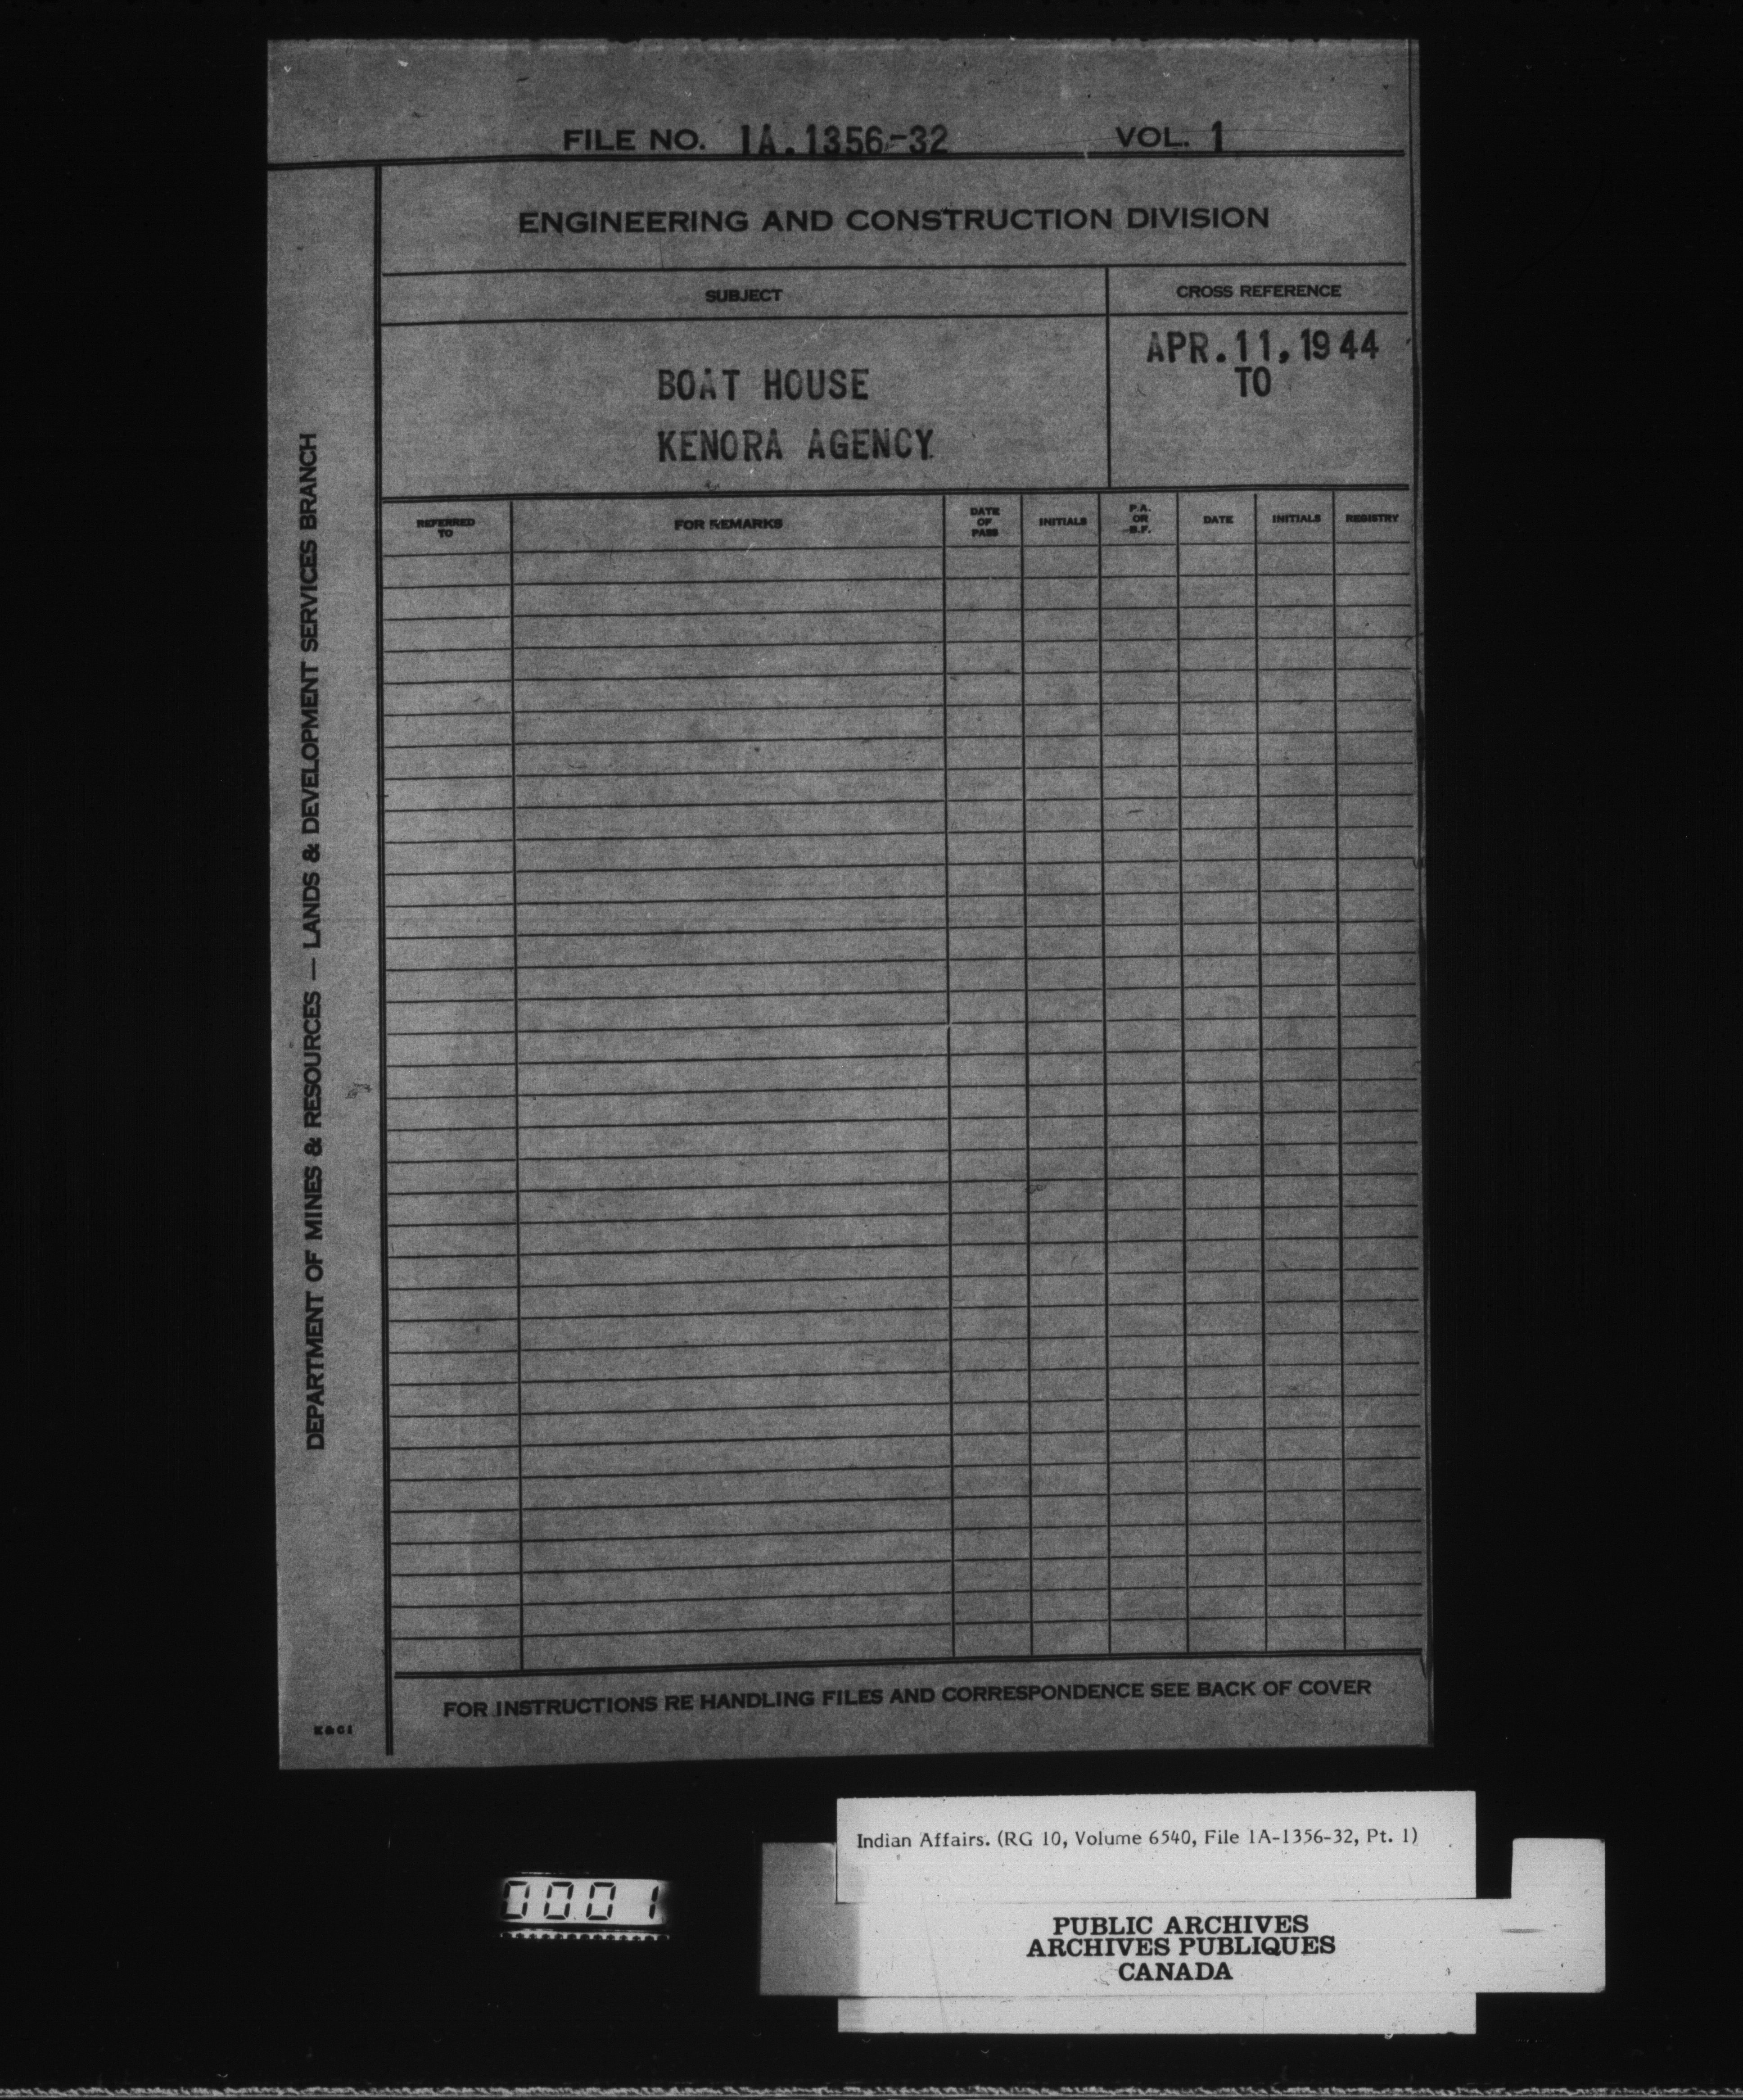 FILE NO. 1A.1356-32 VOL. 1
ENGINEERING AND CONSTRUCTION DIVISION
SUBJECT
CROSS REFERENCE
BOAT HOUSE
KENORA AGENCY
APR. 11, 1944
TO
REFERRED
TO
FOR REMARKS
DATE
OF
PASS
INITIALS
P.A.
OR
B.F.
DATE
INITIALS
REGISTRY
DEPARTMENT OF MINES & RESOURCES — LANDS & DEVELOPMENT SERVICES BRANCH
FOR INSTRUCTIONS RE HANDLING FILES AND CORRESPONDENCE SEE BACK OF COVER
Indian Affairs. (RG 10, Volume 6540, File 1A-1356-32, Pt. 1)
0001
PUBLIC ARCHIVES
ARCHIVES PUBLIQUES
CANADA